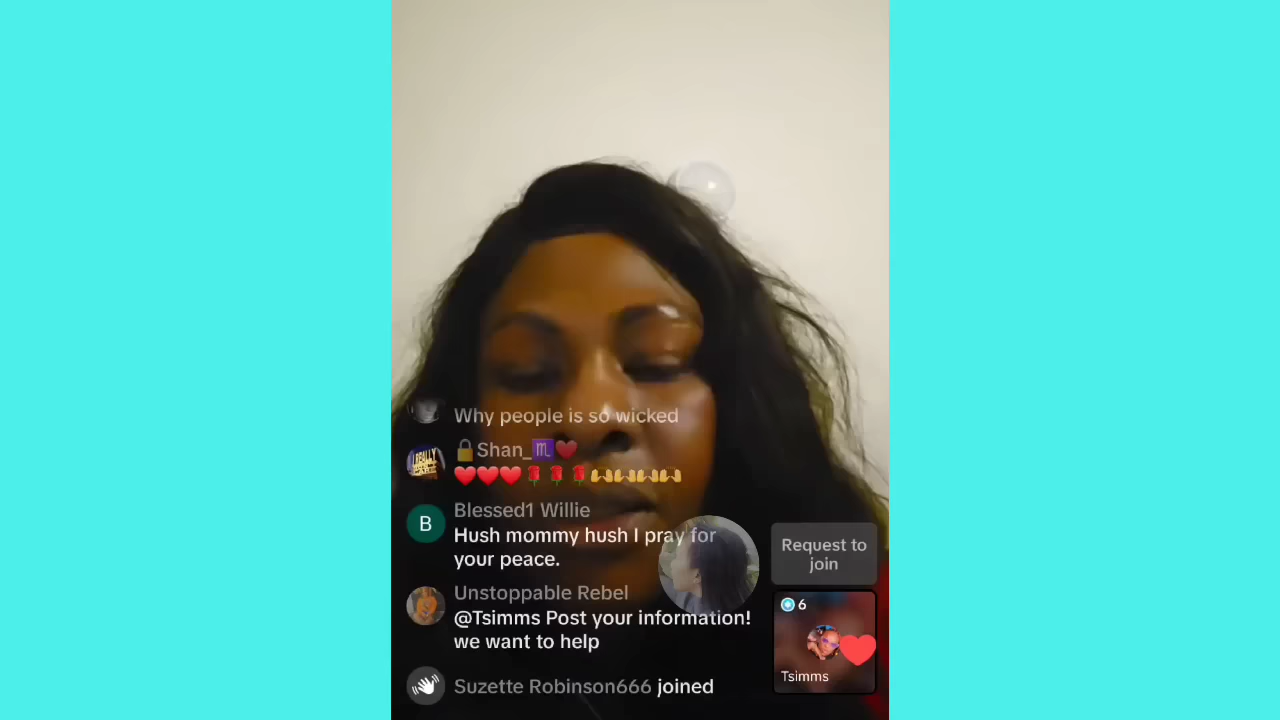 Why people is so wicked
🔒Shan_♏❤️
❤️❤️❤️🌹🌹🌹🙌🙌🙌🙌
B
Blessed1 Willie
Hush mommy hush I pray for
your peace.
Unstoppable Rebel
@Tsimms Post your information!
we want to help
Suzette Robinson666 joined
Request to
join
6
Tsimms